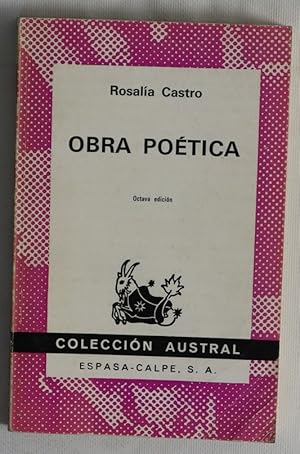 Rosalía Castro
OBRA POÉTICA
Octava edición
COLECCIÓN AUSTRAL
ESPASA-CALPE, S. A.